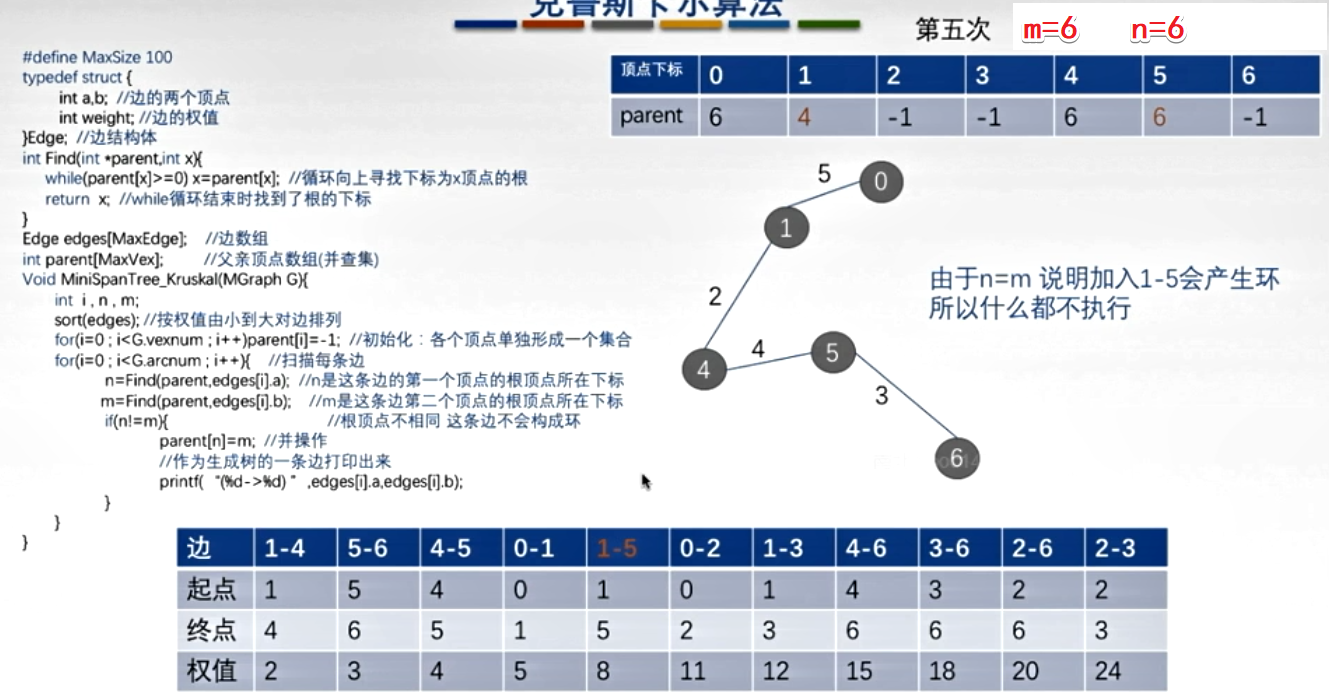 克鲁斯卡尔算法
第五次 m=6 n=6
#define MaxSize 100
typedef struct {
int a,b; //边的两个顶点
int weight; //边的权值
}Edge; //边结构体
int Find(int *parent,int x){
while(parent[x]>=0) x=parent[x]; //循环向上寻找下标为x顶点的根
return x; //while循环结束时找到了根的下标
}
Edge edges[MaxEdge]; //边数组
int parent[MaxVex]; //父亲顶点数组(并查集)
Void MiniSpanTree_Kruskal(MGraph G){
int i , n , m;
sort(edges); //按权值由小到大对边排列
for(i=0 ; i<G.vexnum ; i++)parent[i]=-1; //初始化：各个顶点单独形成一个集合
for(i=0 ; i<G.arcnum ; i++){ //扫描每条边
n=Find(parent,edges[i].a); //n是这条边的第一个顶点的根顶点所在下标
m=Find(parent,edges[i].b); //m是这条边第二个顶点的根顶点所在下标
if(n!=m){ //根顶点不相同 这条边不会构成环
parent[n]=m; //并操作
//作为生成树的一条边打印出来
printf( "(%d->%d) " ,edges[i].a,edges[i].b);
}
}
}
顶点下标 0 1 2 3 4 5 6
parent 6 4 -1 -1 6 6 -1
5 0
1
2
4 4 5
3
6
由于n=m 说明加入1-5会产生环
所以什么都不执行
边 1-4 5-6 4-5 0-1 1-5 0-2 1-3 4-6 3-6 2-6 2-3
起点 1 5 4 0 1 0 1 4 3 2 2
终点 4 6 5 1 5 2 3 6 6 6 3
权值 2 3 4 5 8 11 12 15 18 20 24